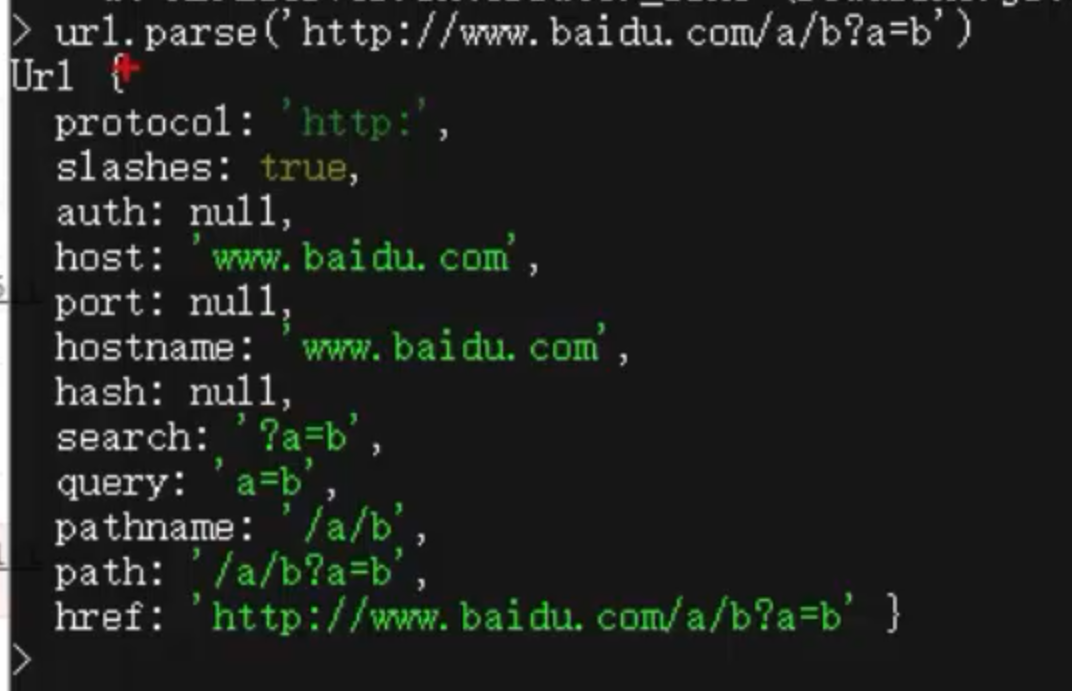 > url.parse('http://www.baidu.com/a/b?a=b')
Url {
  protocol: 'http:',
  slashes: true,
  auth: null,
  host: 'www.baidu.com',
  port: null,
  hostname: 'www.baidu.com',
  hash: null,
  search: '?a=b',
  query: 'a=b',
  pathname: '/a/b',
  path: '/a/b?a=b',
  href: 'http://www.baidu.com/a/b?a=b' }
>